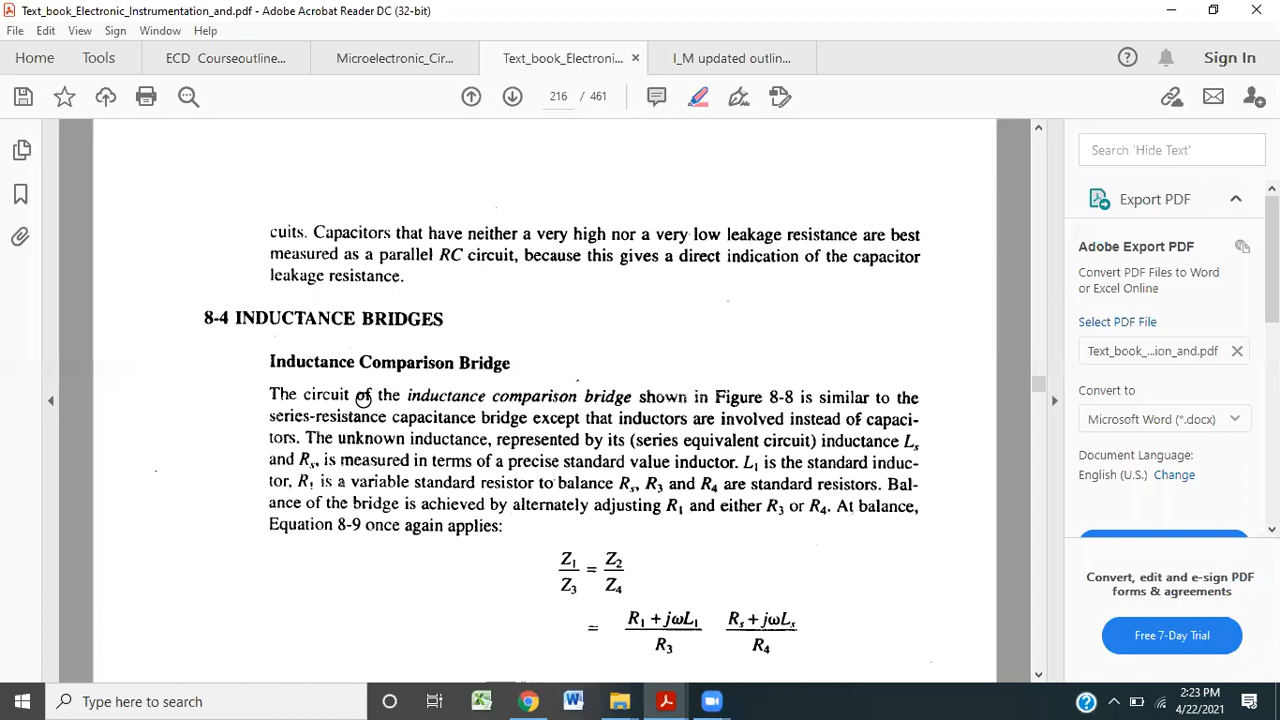 Text_book_Electronic_Instrumentation_and.pdf - Adobe Acrobat Reader DC (32-bit)
File Edit View Sign Window Help
Home Tools ECD Courseoutline... Microelectronic_Cir... Text_book_Electroni... I_M updated outlin... Sign In
216 / 461
Search 'Hide Text'
Export PDF
Adobe Export PDF
Convert PDF Files to Word
or Excel Online
Select PDF File
Text_book_...ion_and.pdf
Convert to
Microsoft Word (*.docx)
Document Language:
English (U.S.) Change
Convert, edit and e-sign PDF
forms & agreements
Free 7-Day Trial
cuits. Capacitors that have neither a very high nor a very low leakage resistance are best
measured as a parallel RC circuit, because this gives a direct indication of the capacitor
leakage resistance.
8-4 INDUCTANCE BRIDGES
Inductance Comparison Bridge
The circuit of the inductance comparison bridge shown in Figure 8-8 is similar to the
series-resistance capacitance bridge except that inductors are involved instead of capaci-
tors. The unknown inductance, represented by its (series equivalent circuit) inductance Ls
and Rs, is measured in terms of a precise standard value inductor. L1 is the standard induc-
tor, R1 is a variable standard resistor to balance Rs, R3 and R4 are standard resistors. Bal-
ance of the bridge is achieved by alternately adjusting R1 and either R3 or R4. At balance,
Equation 8-9 once again applies:
Z1 Z2
=
Z3 Z4
R1 + jωL1 Rs + jωLs
=
R3 R4
Type here to search
2:23 PM
4/22/2021